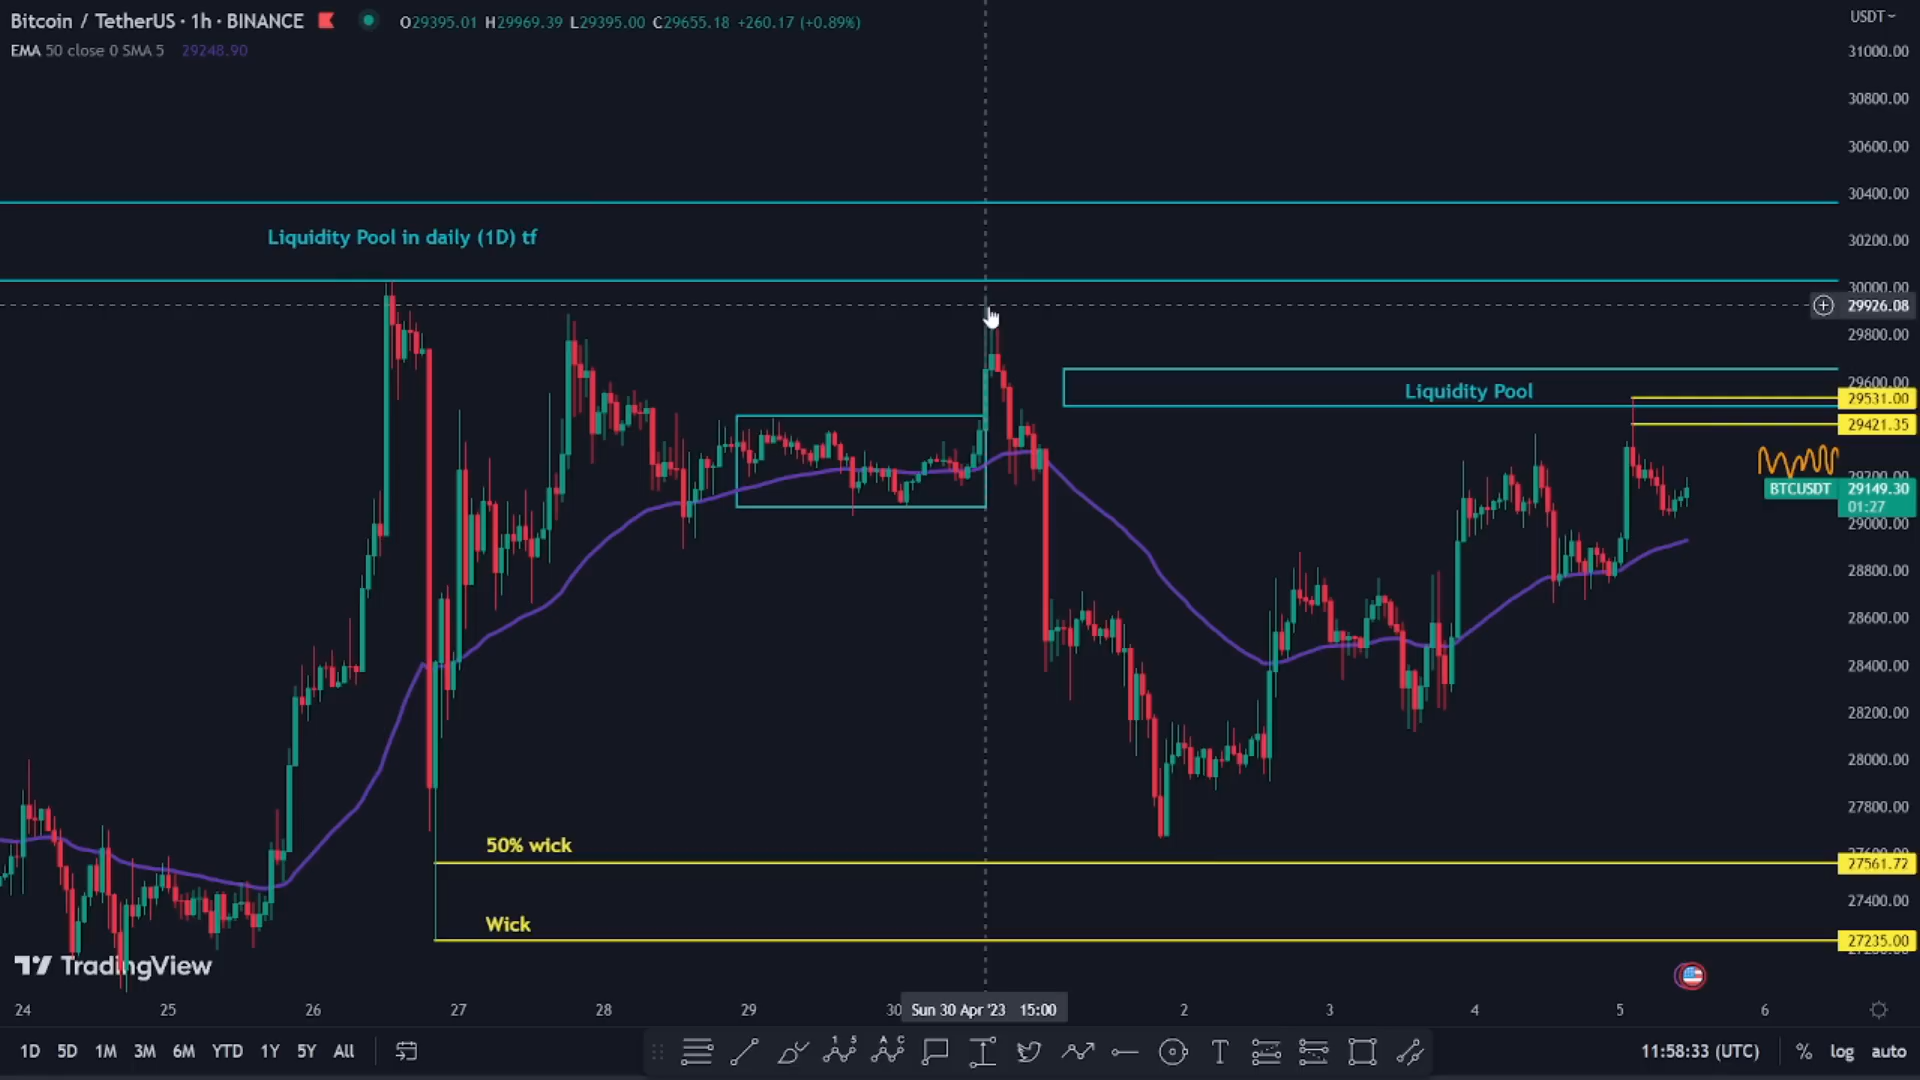 Bitcoin / TetherUS · 1h · BINANCE O29395.01 H29969.39 L29395.00 C29655.18 +260.17 (+0.89%)
EMA 50 close 0 SMA 5 29248.90
USDT
31000.00
30800.00
30600.00
30400.00
30200.00
30000.00
29926.08
29800.00
29600.00
29531.00
29421.35
29200.00
BTCUSDT 29149.30
01:27
29000.00
28800.00
28600.00
28400.00
28200.00
28000.00
27800.00
27561.72
27400.00
27235.00
Liquidity Pool in daily (1D) tf
Liquidity Pool
50% wick
Wick
TradingView
24 25 26 27 28 29 30 Sun 30 Apr '23 15:00 2 3 4 5 6
1D 5D 1M 3M 6M YTD 1Y 5Y All 11:58:33 (UTC) % log auto